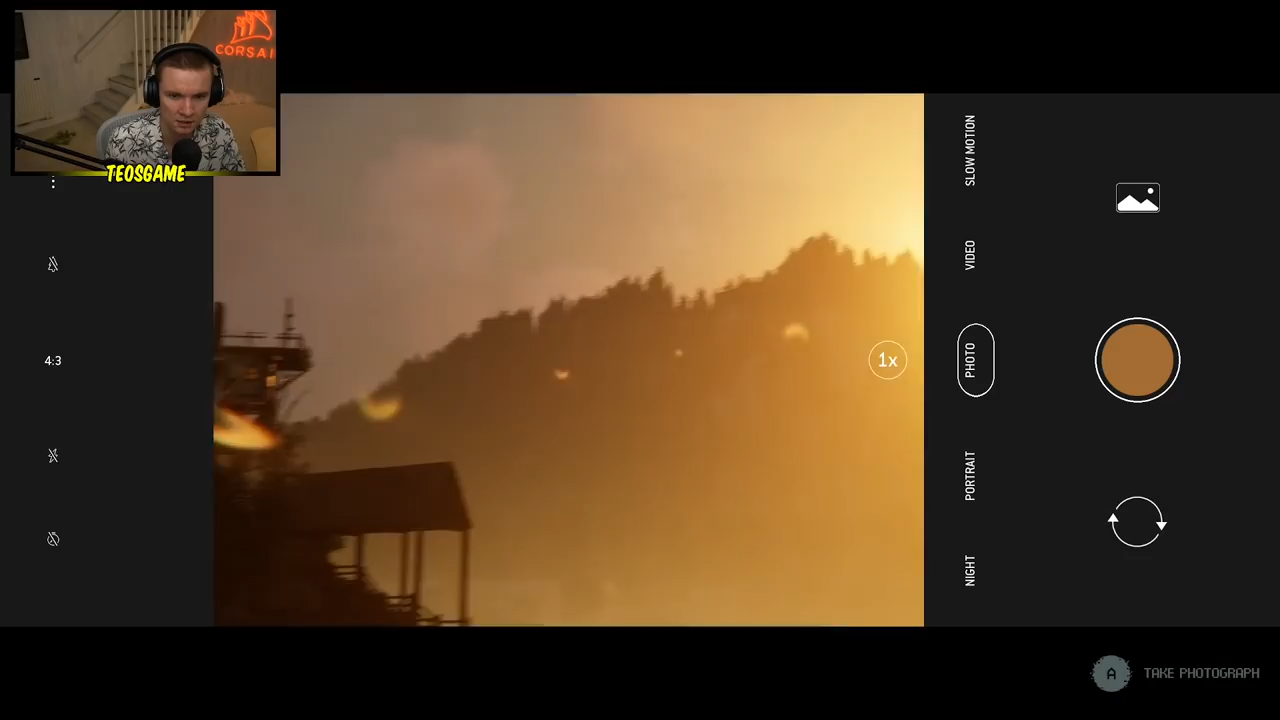 CORSAI
TEOSGAME
4:3
1x
SLOW MOTION
VIDEO
PHOTO
PORTRAIT
NIGHT
A TAKE PHOTOGRAPH